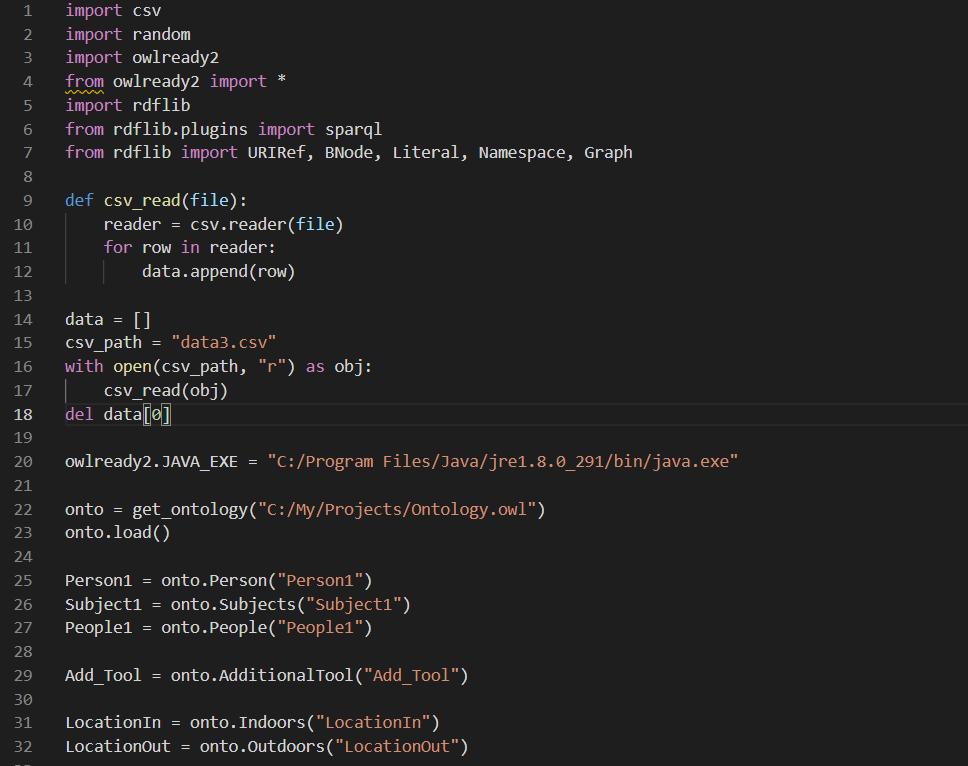 1 import csv
2 import random
3 import owlready2
4 from owlready2 import *
5 import rdflib
6 from rdflib.plugins import sparql
7 from rdflib import URIRef, BNode, Literal, Namespace, Graph
8
9 def csv_read(file):
10     reader = csv.reader(file)
11     for row in reader:
12         data.append(row)
13
14 data = []
15 csv_path = "data3.csv"
16 with open(csv_path, "r") as obj:
17     csv_read(obj)
18 del data[0]
19
20 owlready2.JAVA_EXE = "C:/Program Files/Java/jre1.8.0_291/bin/java.exe"
21
22 onto = get_ontology("C:/My/Projects/Ontology.owl")
23 onto.load()
24
25 Person1 = onto.Person("Person1")
26 Subject1 = onto.Subjects("Subject1")
27 People1 = onto.People("People1")
28
29 Add_Tool = onto.AdditionalTool("Add_Tool")
30
31 LocationIn = onto.Indoors("LocationIn")
32 LocationOut = onto.Outdoors("LocationOut")